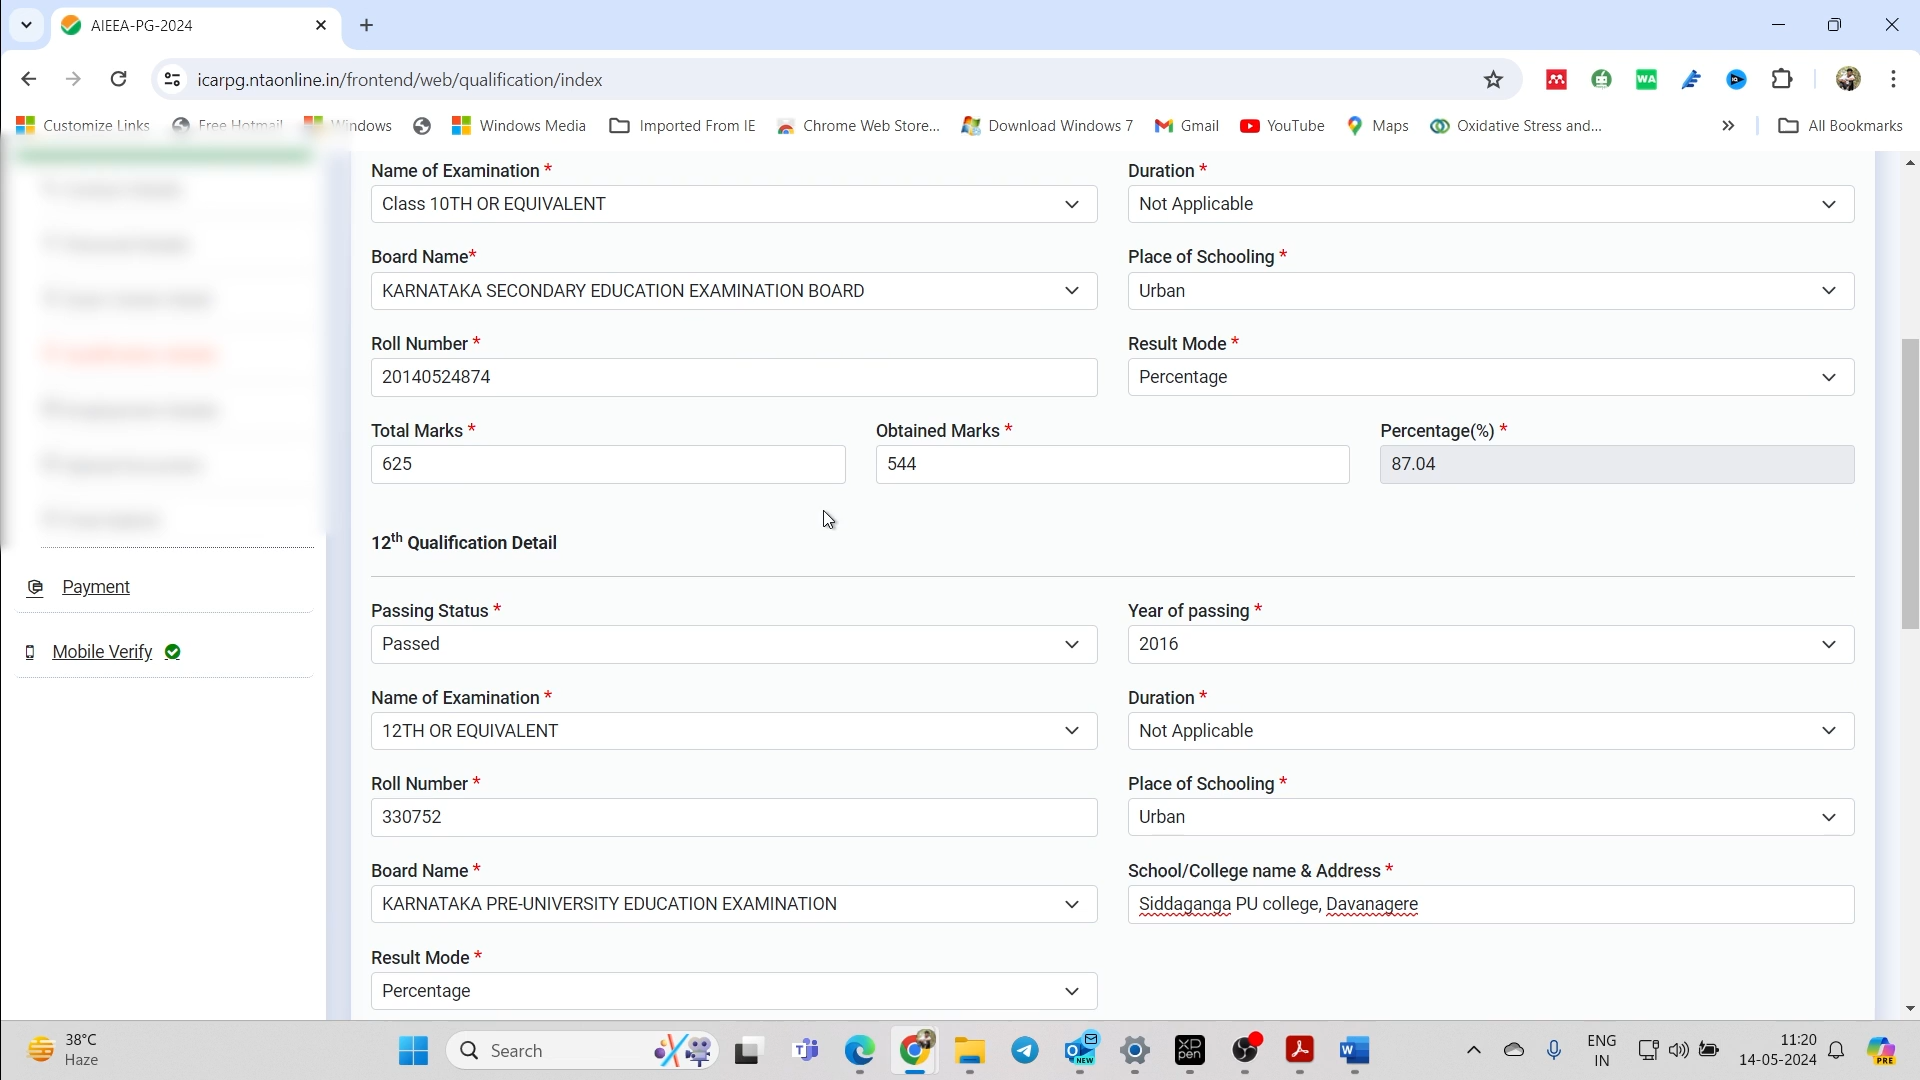 AIEEA-PG-2024
icarpg.ntaonline.in/frontend/web/qualification/index
Customize Links Free Hotmail Windows Windows Media Imported From IE Chrome Web Store... Download Windows 7 Gmail YouTube Maps Oxidative Stress and... » All Bookmarks
Name of Examination * Duration *
Class 10TH OR EQUIVALENT Not Applicable
Board Name* Place of Schooling *
KARNATAKA SECONDARY EDUCATION EXAMINATION BOARD Urban
Roll Number * Result Mode *
20140524874 Percentage
Total Marks * Obtained Marks * Percentage(%) *
625 544 87.04
12th Qualification Detail
Payment
Passing Status * Year of passing *
Passed 2016
Mobile Verify
Name of Examination * Duration *
12TH OR EQUIVALENT Not Applicable
Roll Number * Place of Schooling *
330752 Urban
Board Name * School/College name & Address *
KARNATAKA PRE-UNIVERSITY EDUCATION EXAMINATION Siddaganga PU college, Davanagere
Result Mode *
Percentage
38°C
Haze
Search
ENG
IN
11:20
14-05-2024